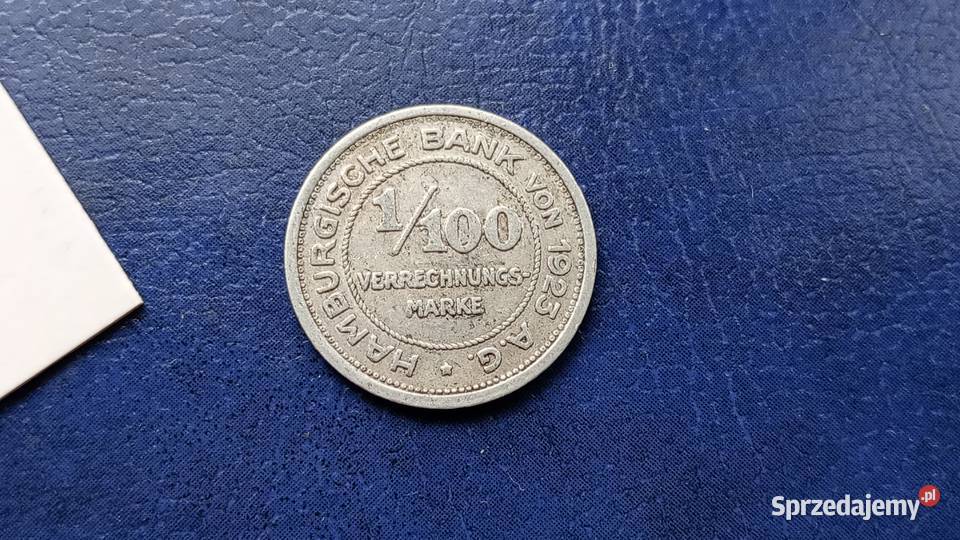 HAMBURGISCHE BANK VON 1923 A.G.
1/100
VERRECHNUNGS-
MARKE
Sprzedajemy.pl